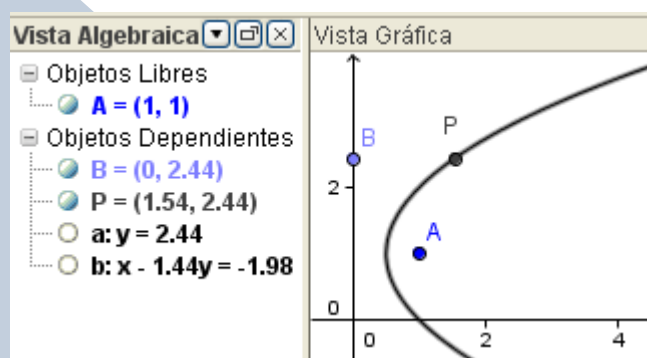 Vista Algebraica
Objetos Libres
A = (1, 1)
Objetos Dependientes
B = (0, 2.44)
P = (1.54, 2.44)
a: y = 2.44
b: x - 1.44y = -1.98
Vista Gráfica
B
P
2
A
0
0
2
4